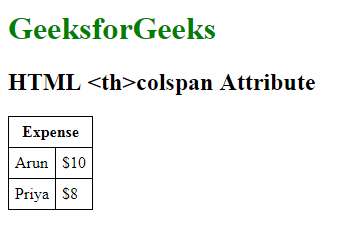 GeeksforGeeks
HTML <th>colspan Attribute
Expense
Arun $10
Priya $8